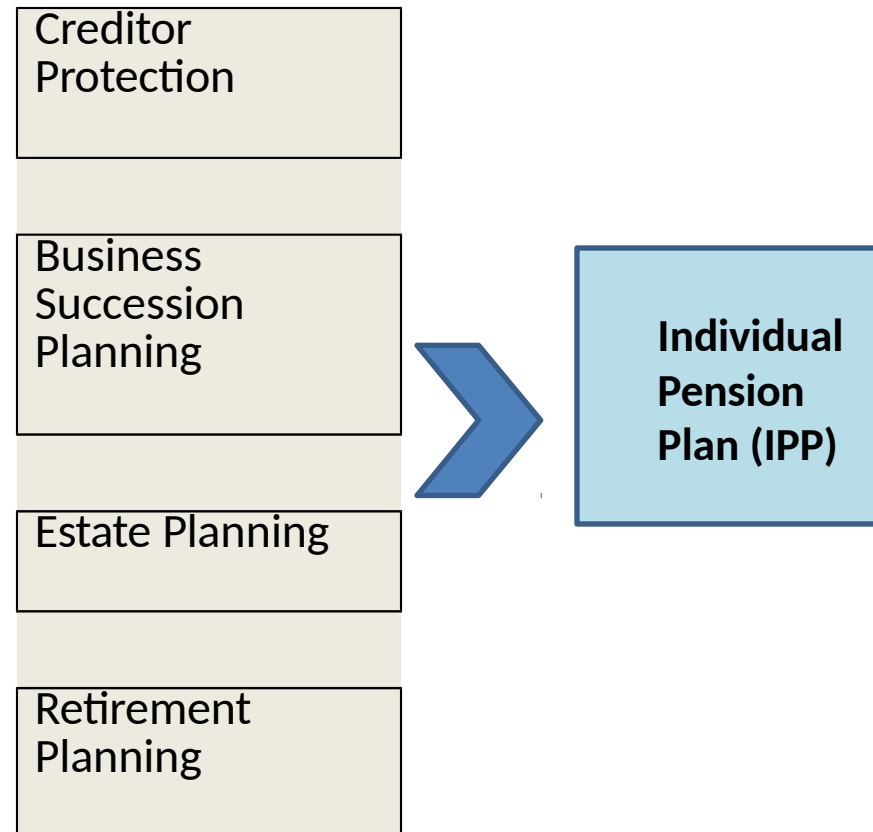 Creditor
Protection
Business
Succession
Planning
Estate Planning
Retirement
Planning
Individual
Pension
Plan (IPP)